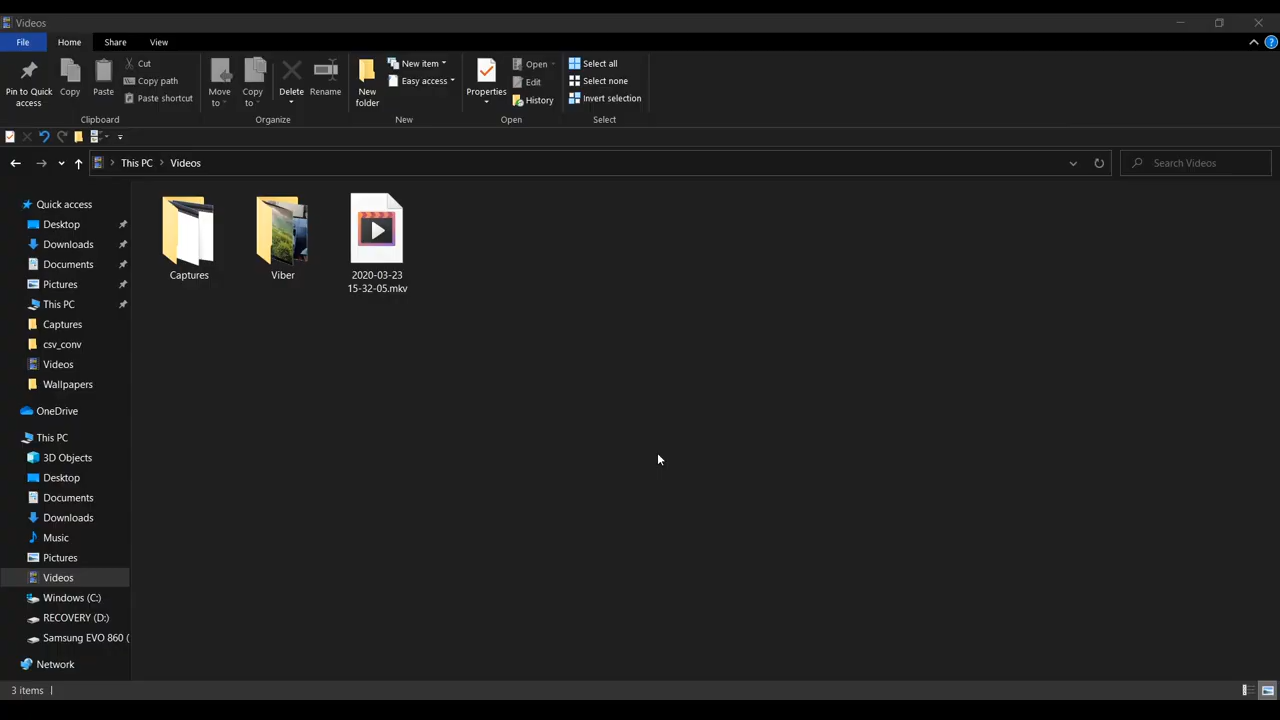 Videos
File Home Share View
Pin to Quick access
Copy
Paste
Cut
Copy path
Paste shortcut
Clipboard
Move to
Copy to
Delete
Rename
Organize
New folder
New item
Easy access
New
Properties
Open
Edit
History
Open
Select all
Select none
Invert selection
Select
This PC Videos
Search Videos
Quick access
Desktop
Downloads
Documents
Pictures
This PC
Captures
csv_conv
Videos
Wallpapers
OneDrive
This PC
3D Objects
Desktop
Documents
Downloads
Music
Pictures
Videos
Windows (C:)
RECOVERY (D:)
Samsung EVO 860 (
Network
Captures
Viber
2020-03-23
15-32-05.mkv
3 items